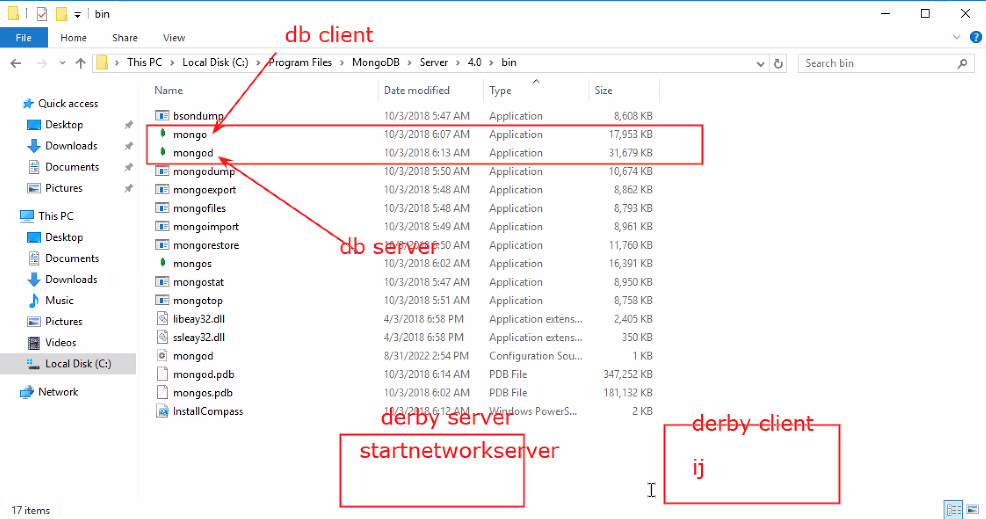 bin
File Home Share View
db client
This PC Local Disk (C:) Program Files MongoDB Server 4.0 bin
Search bin
Name Date modified Type Size
Quick access
Desktop
Downloads
Documents
Pictures
This PC
Desktop
Documents
Downloads
Music
Pictures
Videos
Local Disk (C:)
Network
bsondump 10/3/2018 5:47 AM Application 8,608 KB
mongo 10/3/2018 6:07 AM Application 17,953 KB
mongod 10/3/2018 6:13 AM Application 31,679 KB
mongodump 10/3/2018 5:50 AM Application 10,674 KB
mongoexport 10/3/2018 5:48 AM Application 8,862 KB
mongofiles 10/3/2018 5:48 AM Application 8,793 KB
mongoimport 10/3/2018 5:49 AM Application 8,961 KB
db server
mongorestore 10/3/2018 5:50 AM Application 11,760 KB
mongos 10/3/2018 6:02 AM Application 16,391 KB
mongostat 10/3/2018 5:47 AM Application 8,950 KB
mongotop 10/3/2018 5:51 AM Application 8,758 KB
libeay32.dll 4/3/2018 6:58 PM Application extens... 2,405 KB
ssleay32.dll 4/3/2018 6:58 PM Application extens... 350 KB
mongod 8/31/2022 2:54 PM Configuration Sou... 1 KB
mongod.pdb 10/3/2018 6:14 AM PDB File 347,252 KB
mongos.pdb 10/3/2018 6:02 AM PDB File 181,132 KB
InstallCompass 10/3/2018 6:12 AM Windows PowerS... 2 KB
derby server
startnetworkserver
derby client
ij
17 items